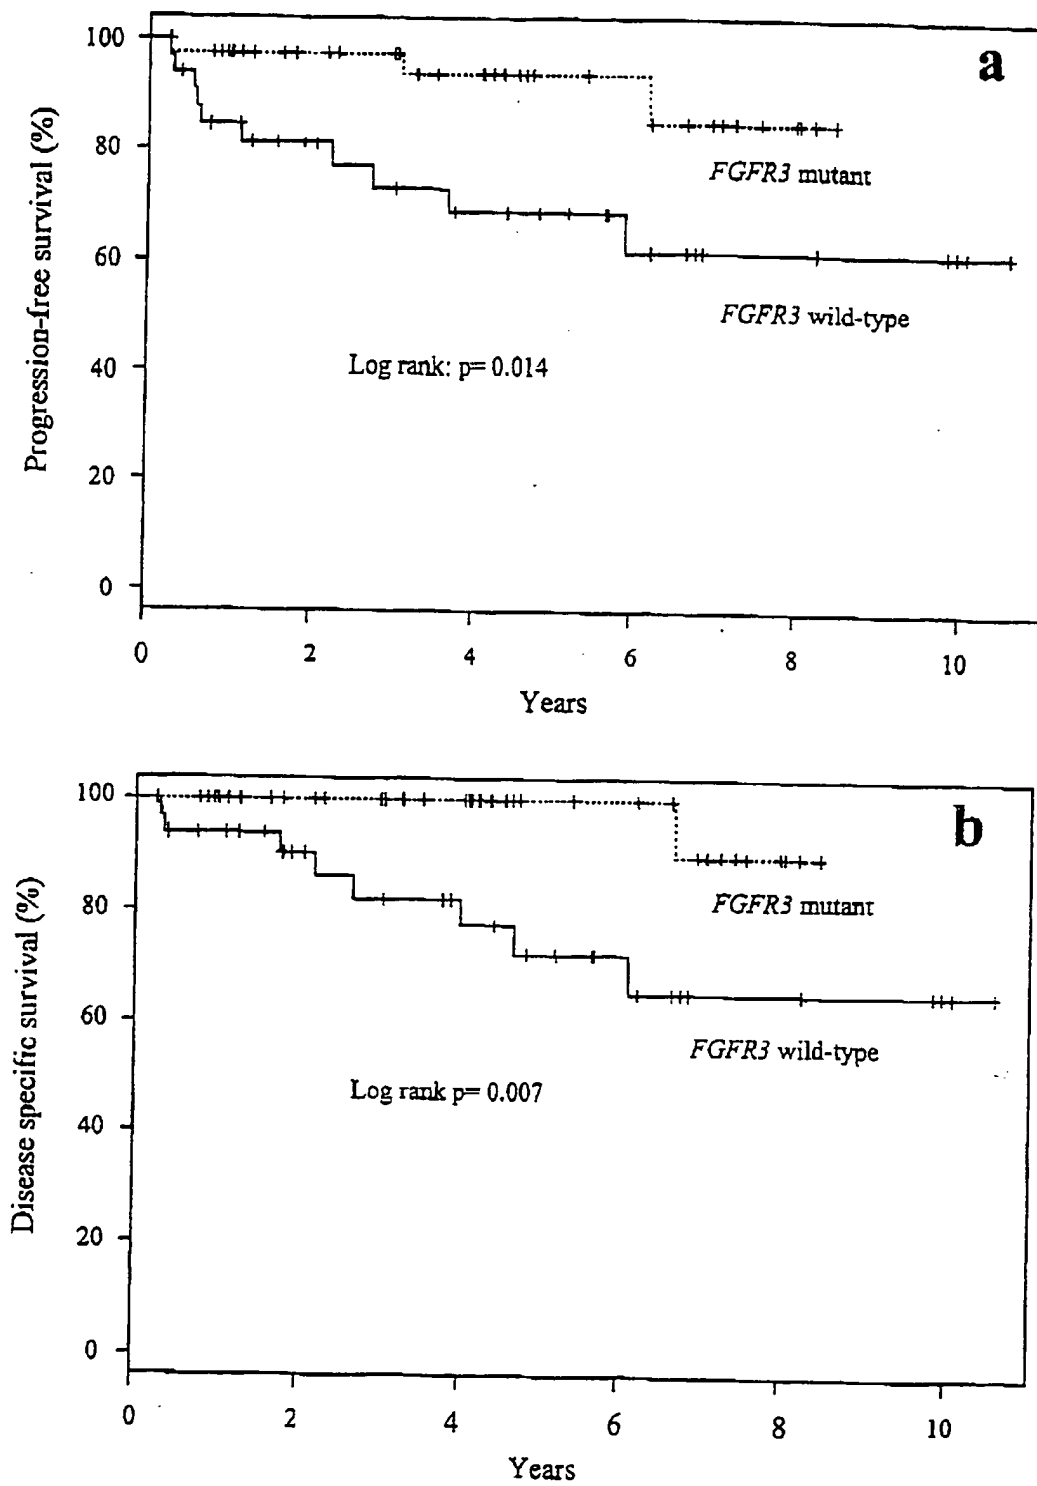 a
100
80
60
40
20
0
Progression-free survival (%)
FGFR3 mutant
FGFR3 wild-type
Log rank: p= 0.014
0 2 4 6 8 10
Years
b
100
80
60
40
20
0
Disease specific survival (%)
FGFR3 mutant
FGFR3 wild-type
Log rank p= 0.007
0 2 4 6 8 10
Years